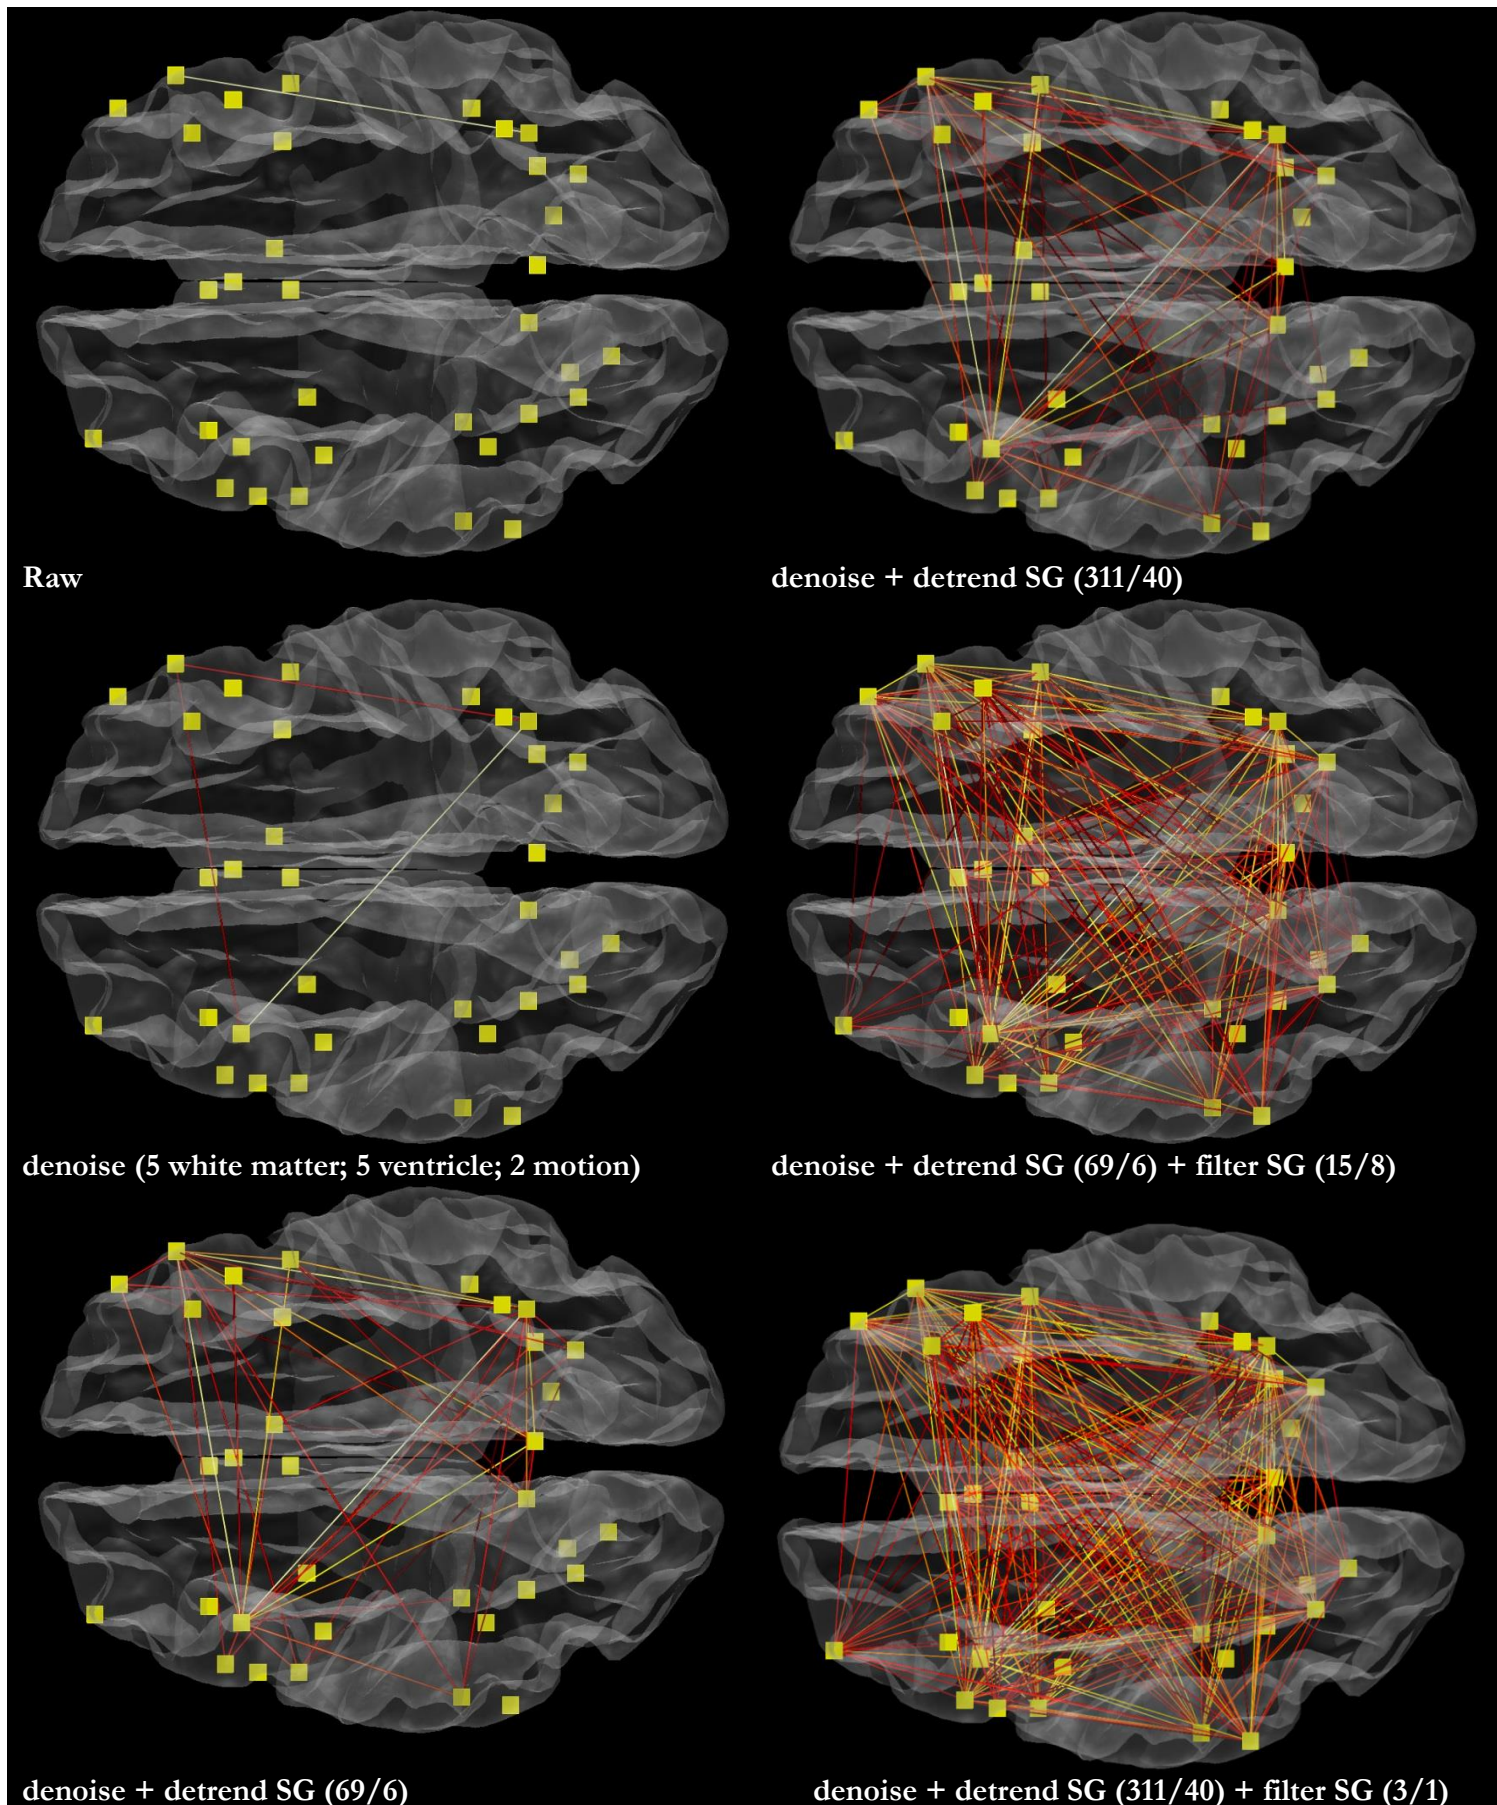 Raw
denoise + detrend SG (311/40)
denoise (5 white matter; 5 ventricle; 2 motion)
denoise + detrend SG (69/6) + filter SG (15/8)
denoise + detrend SG (69/6)
denoise + detrend SG (311/40) + filter SG (3/1)